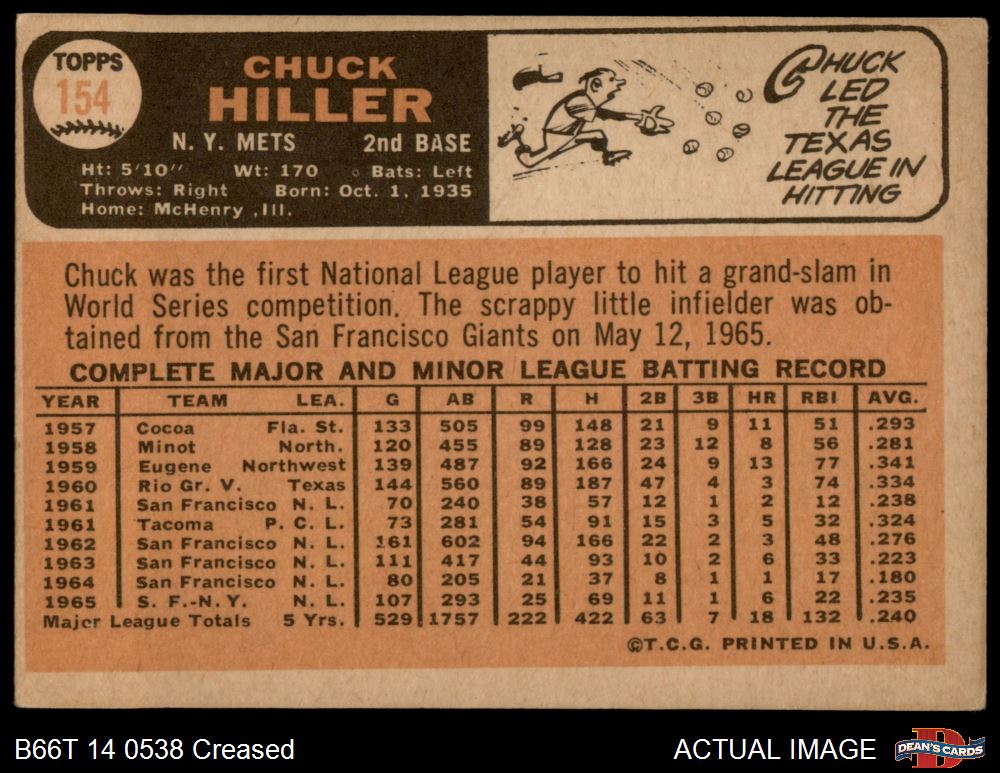 TOPPS
154
CHUCK
HILLER
N. Y. METS 2nd BASE
Ht: 5'10" Wt: 170 Bats: Left
Throws: Right Born: Oct. 1, 1935
Home: McHenry ,Ill.
CHUCK
LED
THE
TEXAS
LEAGUE IN
HITTING
Chuck was the first National League player to hit a grand-slam in
World Series competition. The scrappy little infielder was ob-
tained from the San Francisco Giants on May 12, 1965.
COMPLETE MAJOR AND MINOR LEAGUE BATTING RECORD
YEAR TEAM LEA. G AB R H 2B 3B HR RBI AVG.
1957 Cocoa Fla. St. 133 505 99 148 21 9 11 51 .293
1958 Minot North. 120 455 89 128 23 12 8 56 .281
1959 Eugene Northwest 139 487 92 166 24 9 13 77 .341
1960 Rio Gr. V. Texas 144 560 89 187 47 4 3 74 .334
1961 San Francisco N. L. 70 240 38 57 12 1 2 12 .238
1961 Tacoma P. C. L. 73 281 54 91 15 3 5 32 .324
1962 San Francisco N. L. 161 602 94 166 22 2 3 48 .276
1963 San Francisco N. L. 111 417 44 93 10 2 6 33 .223
1964 San Francisco N. L. 80 205 21 37 8 1 1 17 .180
1965 S. F.-N. Y. N. L. 107 293 25 69 11 1 6 22 .235
Major League Totals 5 Yrs. 529 1757 222 422 63 7 18 132 .240
©T.C.G. PRINTED IN U.S.A.
B66T 14 0538 Creased ACTUAL IMAGE
D
DEAN'S CARDS